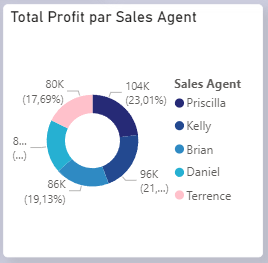 Total Profit par Sales Agent
80K
(17,69%)
104K
(23,01%)
Sales Agent
Priscilla
Kelly
Brian
Daniel
Terrence
8...
(...)
96K
(21,...)
86K
(19,13%)